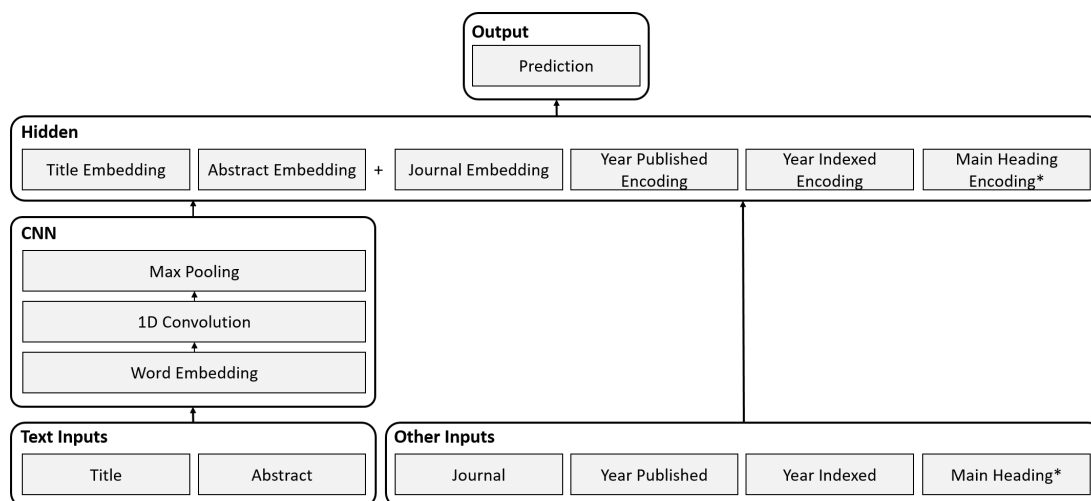 Output
Prediction
Hidden
Title Embedding
Abstract Embedding
+
Journal Embedding
Year Published
Encoding
Year Indexed
Encoding
Main Heading
Encoding*
CNN
Max Pooling
1D Convolution
Word Embedding
Text Inputs
Title
Abstract
Other Inputs
Journal
Year Published
Year Indexed
Main Heading*